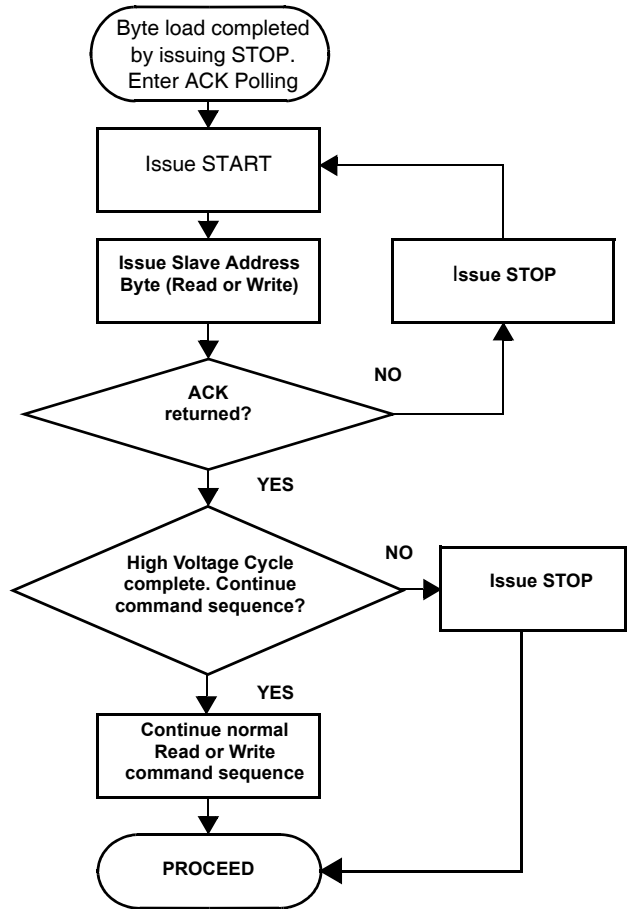 Byte load completed
by issuing STOP.
Enter ACK Polling
Issue START
Issue Slave Address
Byte (Read or Write)
Issue STOP
ACK
returned?
NO
YES
High Voltage Cycle
complete. Continue
command sequence?
NO
Issue STOP
YES
Continue normal
Read or Write
command sequence
PROCEED